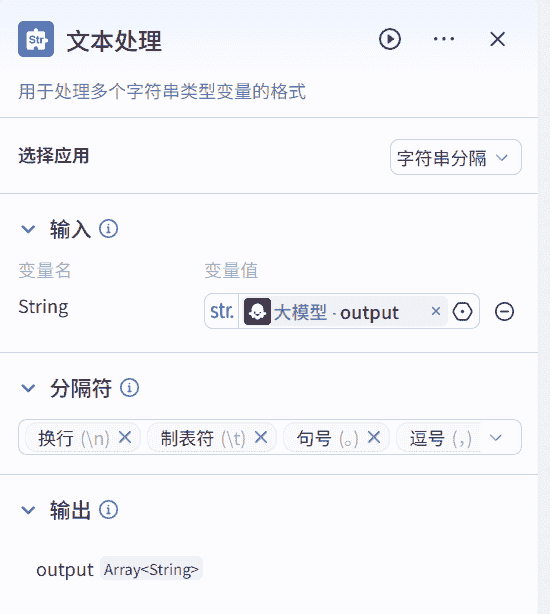 Str 文本处理
用于处理多个字符串类型变量的格式
选择应用 字符串分隔
输入
变量名 变量值
String str. 大模型 · output
分隔符
换行 (\n) 制表符 (\t) 句号 (。) 逗号 (，)
输出
output Array<String>